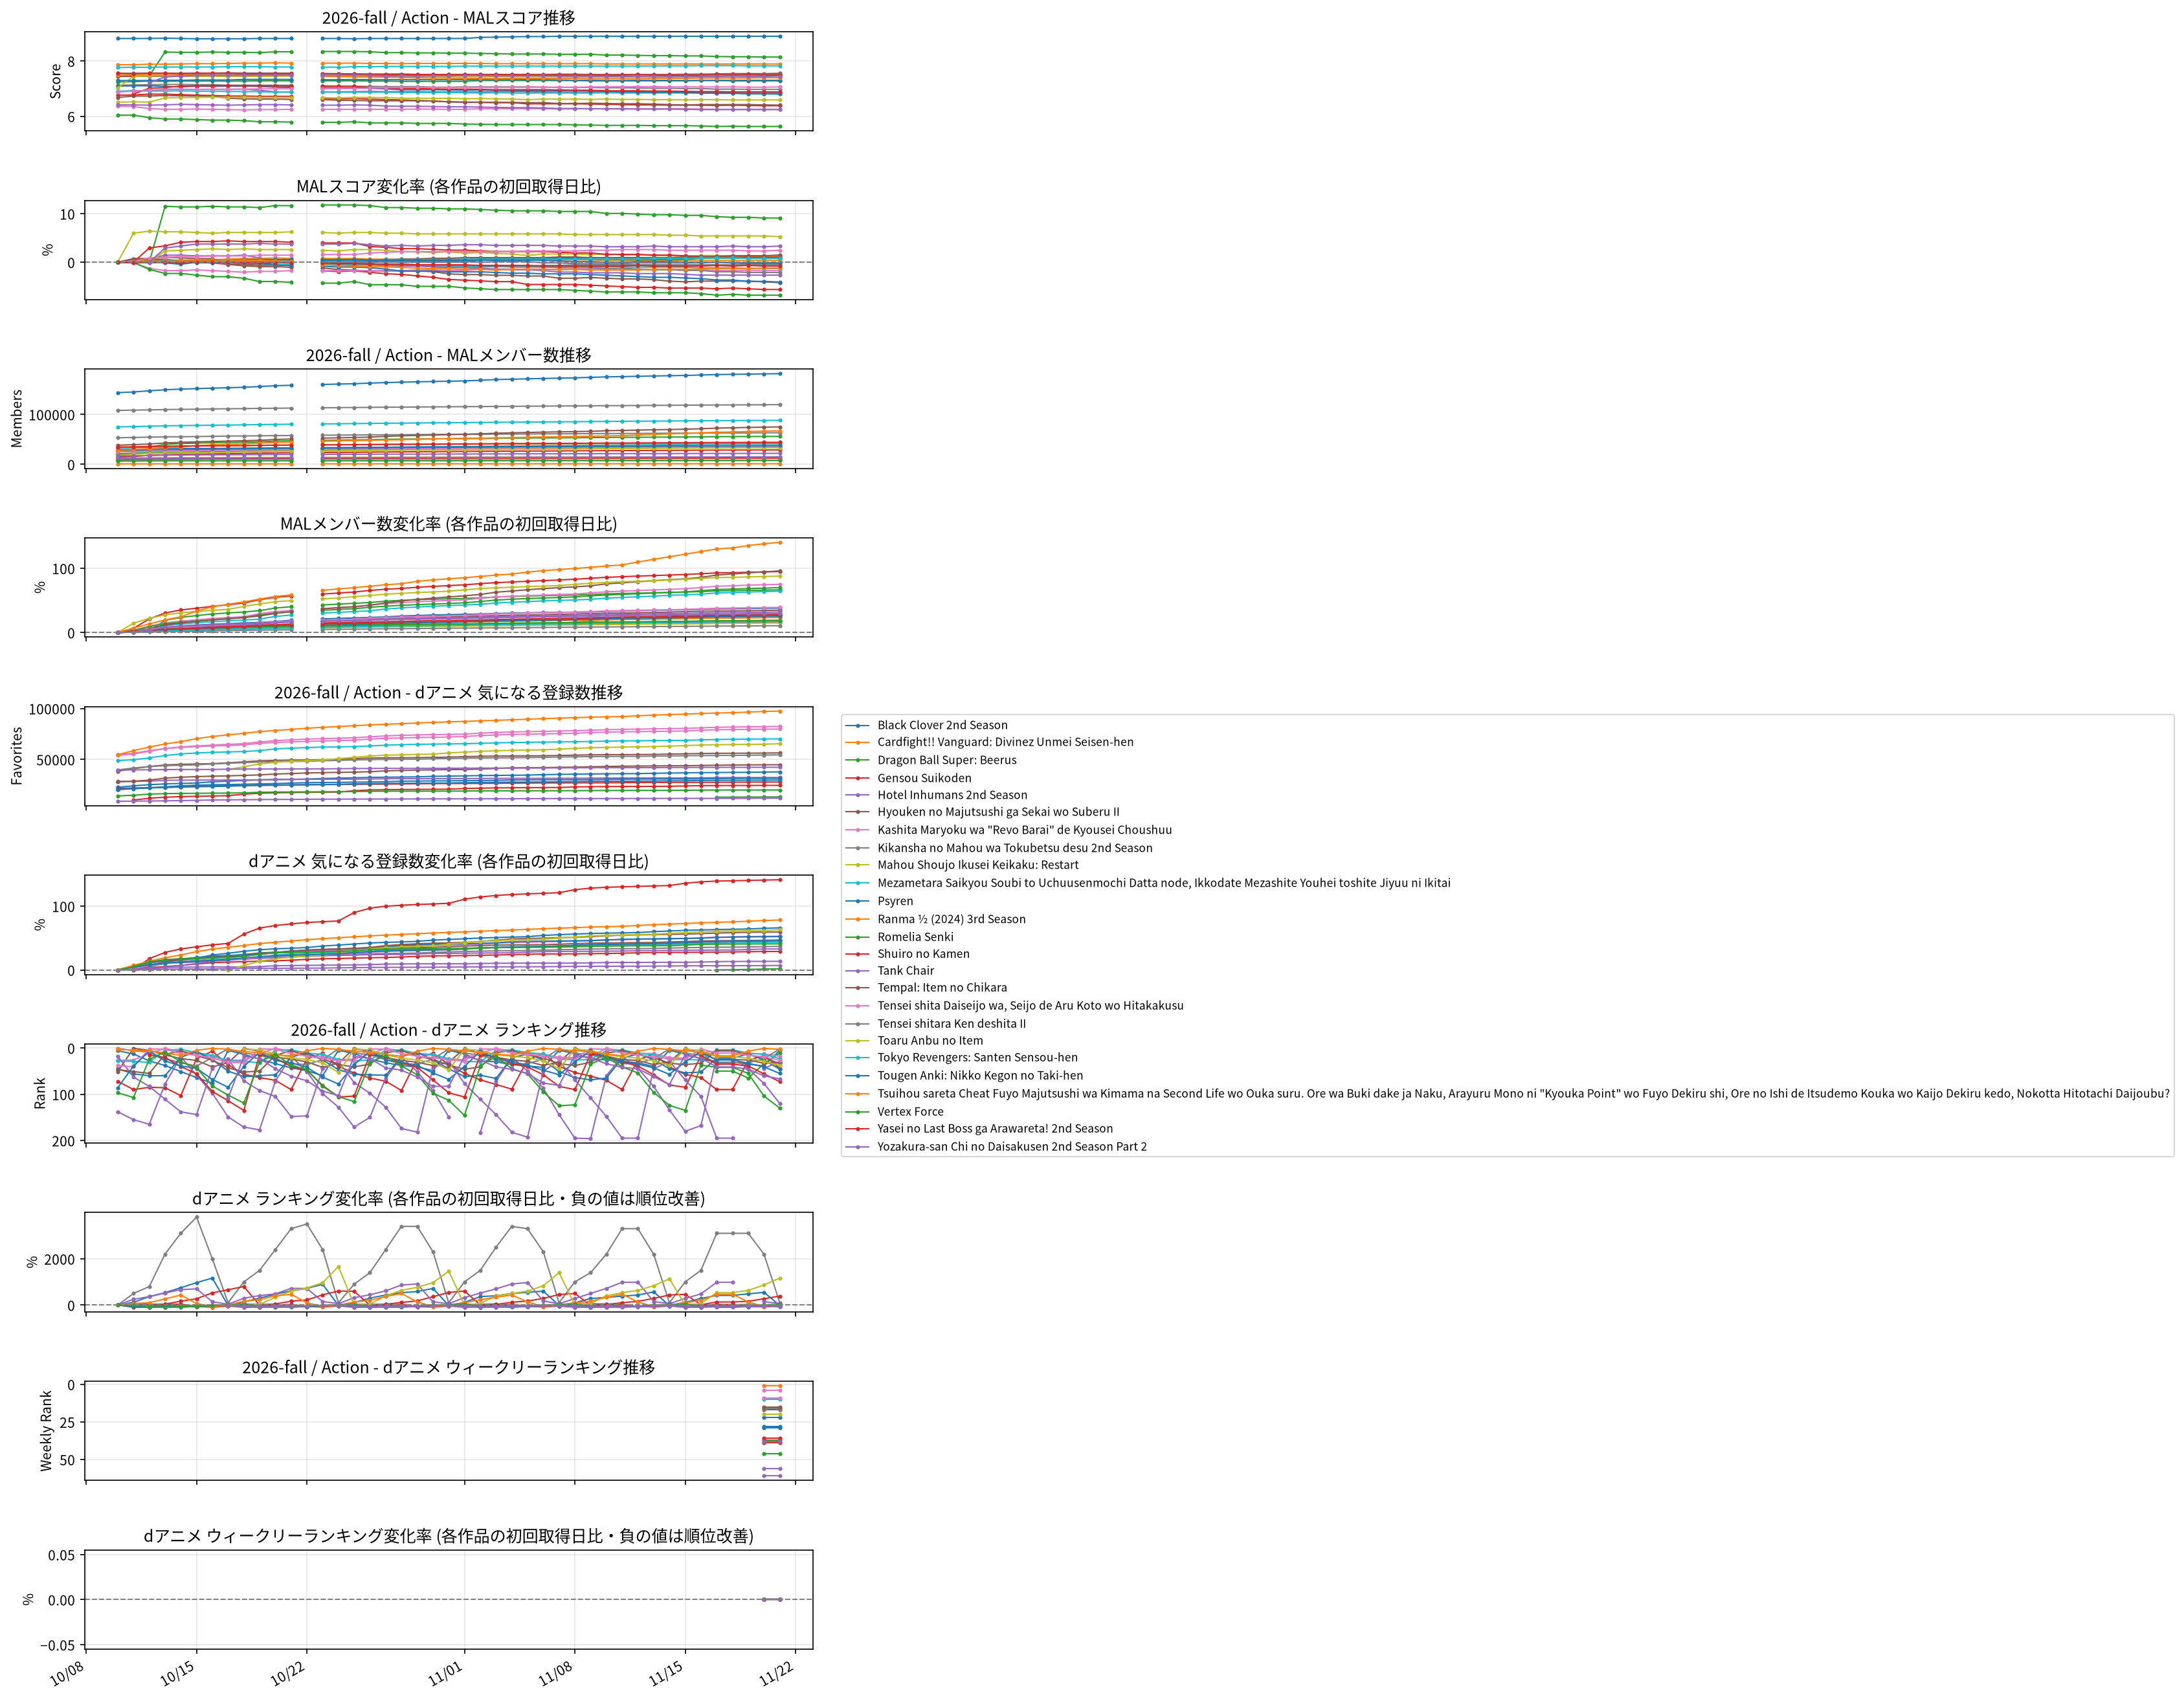 2026-fall / Action - MALスコア推移
8
6
Score
MALスコア変化率 (各作品の初回取得日比)
10
0
%
2026-fall / Action - MALメンバー数推移
100000
0
Members
MALメンバー数変化率 (各作品の初回取得日比)
100
0
%
2026-fall / Action - dアニメ 気になる登録数推移
100000
50000
Favorites
dアニメ 気になる登録数変化率 (各作品の初回取得日比)
100
0
%
2026-fall / Action - dアニメ ランキング推移
0
100
200
Rank
dアニメ ランキング変化率 (各作品の初回取得日比・負の値は順位改善)
2000
0
%
2026-fall / Action - dアニメ ウィークリーランキング推移
0
25
50
Weekly Rank
dアニメ ウィークリーランキング変化率 (各作品の初回取得日比・負の値は順位改善)
0.05
0.00
−0.05
%
10/08
10/15
10/22
11/01
11/08
11/15
11/22
Black Clover 2nd Season
Cardfight!! Vanguard: Divinez Unmei Seisen-hen
Dragon Ball Super: Beerus
Gensou Suikoden
Hotel Inhumans 2nd Season
Hyouken no Majutsushi ga Sekai wo Suberu II
Kashita Maryoku wa "Revo Barai" de Kyousei Choushuu
Kikansha no Mahou wa Tokubetsu desu 2nd Season
Mahou Shoujo Ikusei Keikaku: Restart
Mezametara Saikyou Soubi to Uchuusenmochi Datta node, Ikkodate Mezashite Youhei toshite Jiyuu ni Ikitai
Psyren
Ranma ½ (2024) 3rd Season
Romelia Senki
Shuiro no Kamen
Tank Chair
Tempal: Item no Chikara
Tensei shita Daiseijo wa, Seijo de Aru Koto wo Hitakakusu
Tensei shitara Ken deshita II
Toaru Anbu no Item
Tokyo Revengers: Santen Sensou-hen
Tougen Anki: Nikko Kegon no Taki-hen
Tsuihou sareta Cheat Fuyo Majutsushi wa Kimama na Second Life wo Ouka suru. Ore wa Buki dake ja Naku, Arayuru Mono ni "Kyouka Point" wo Fuyo Dekiru shi, Ore no Ishi de Itsudemo Kouka wo Kaijo Dekiru kedo, Nokotta Hitotachi Daijoubu?
Vertex Force
Yasei no Last Boss ga Arawareta! 2nd Season
Yozakura-san Chi no Daisakusen 2nd Season Part 2